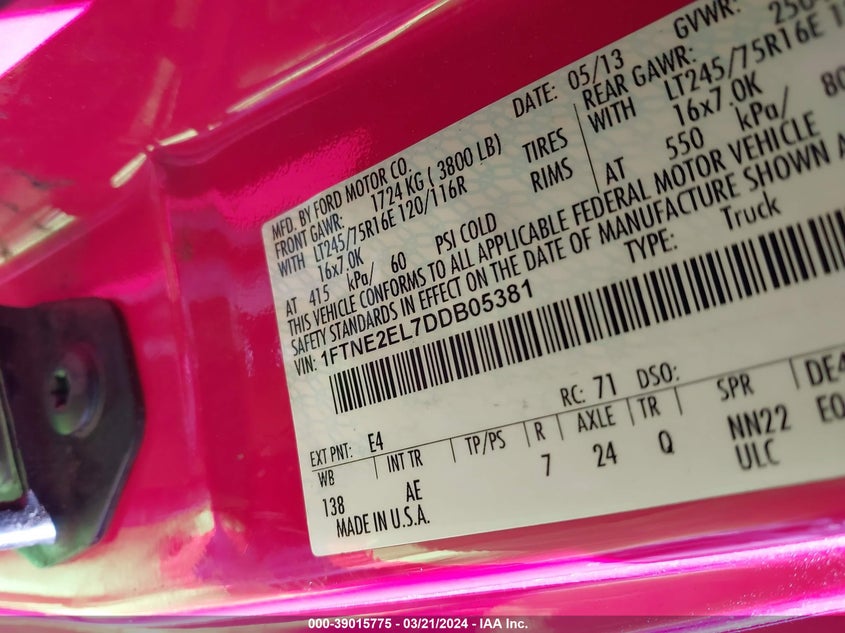 MFD. BY FORD MOTOR CO.
DATE: 05/13
GVWR:
FRONT GAWR: 1724 KG ( 3800 LB)
REAR GAWR:
WITH LT245/75R16E 120/116R TIRES
WITH LT245/75R16E
16x7.0K RIMS
16x7.0K
AT 415 kPa/ 60 PSI COLD
AT 550 kPa/ 80
THIS VEHICLE CONFORMS TO ALL APPLICABLE FEDERAL MOTOR VEHICLE
SAFETY STANDARDS IN EFFECT ON THE DATE OF MANUFACTURE SHOWN
VIN: 1FTNE2EL7DDB05381
TYPE: Truck
EXT PNT: E4 RC: 71 DSO:
WB INT TR TP/PS R AXLE TR SPR
138 AE 7 24 Q NN22
ULC
MADE IN U.S.A.
000-39015775 - 03/21/2024 - IAA Inc.